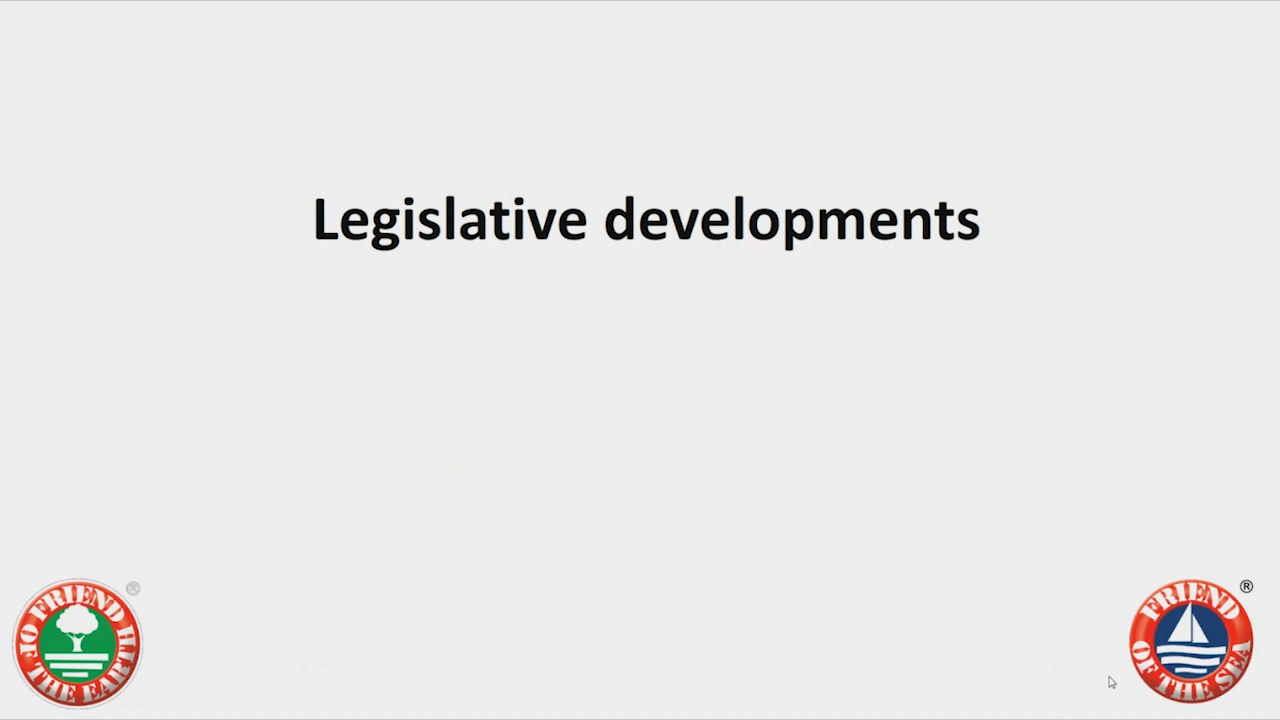 Legislative developments
FRIEND
OF THE EARTH
®
FRIEND
OF THE SEA
®